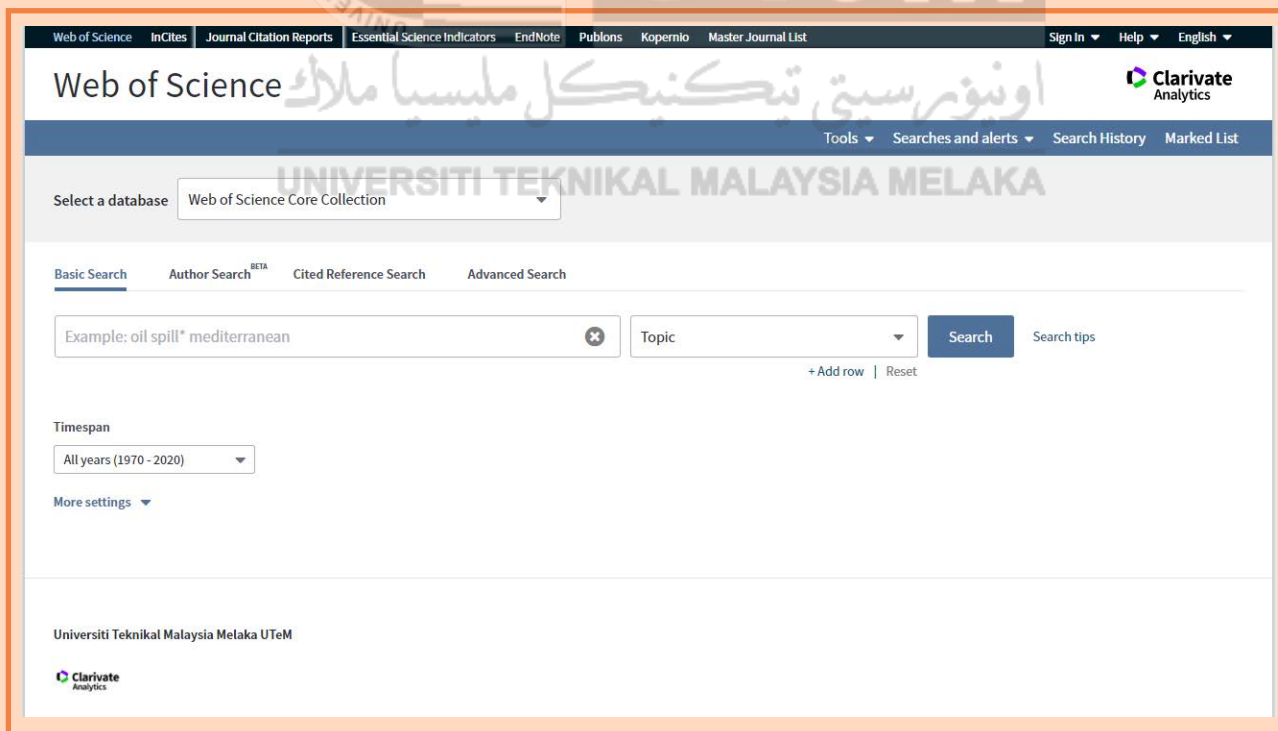 Web of Science InCites Journal Citation Reports Essential Science Indicators EndNote Publons Kopernio Master Journal List Sign In Help English
Web of Science
اونيۏرسيتي تيكنيكل مليسيا ملاك
Clarivate
Analytics
Tools Searches and alerts Search History Marked List
UNIVERSITI TEKNIKAL MALAYSIA MELAKA
Select a database Web of Science Core Collection
Basic Search Author Search BETA Cited Reference Search Advanced Search
Example: oil spill* mediterranean Topic Search Search tips
+ Add row | Reset
Timespan
All years (1970 - 2020)
More settings
Universiti Teknikal Malaysia Melaka UTeM
Clarivate
Analytics